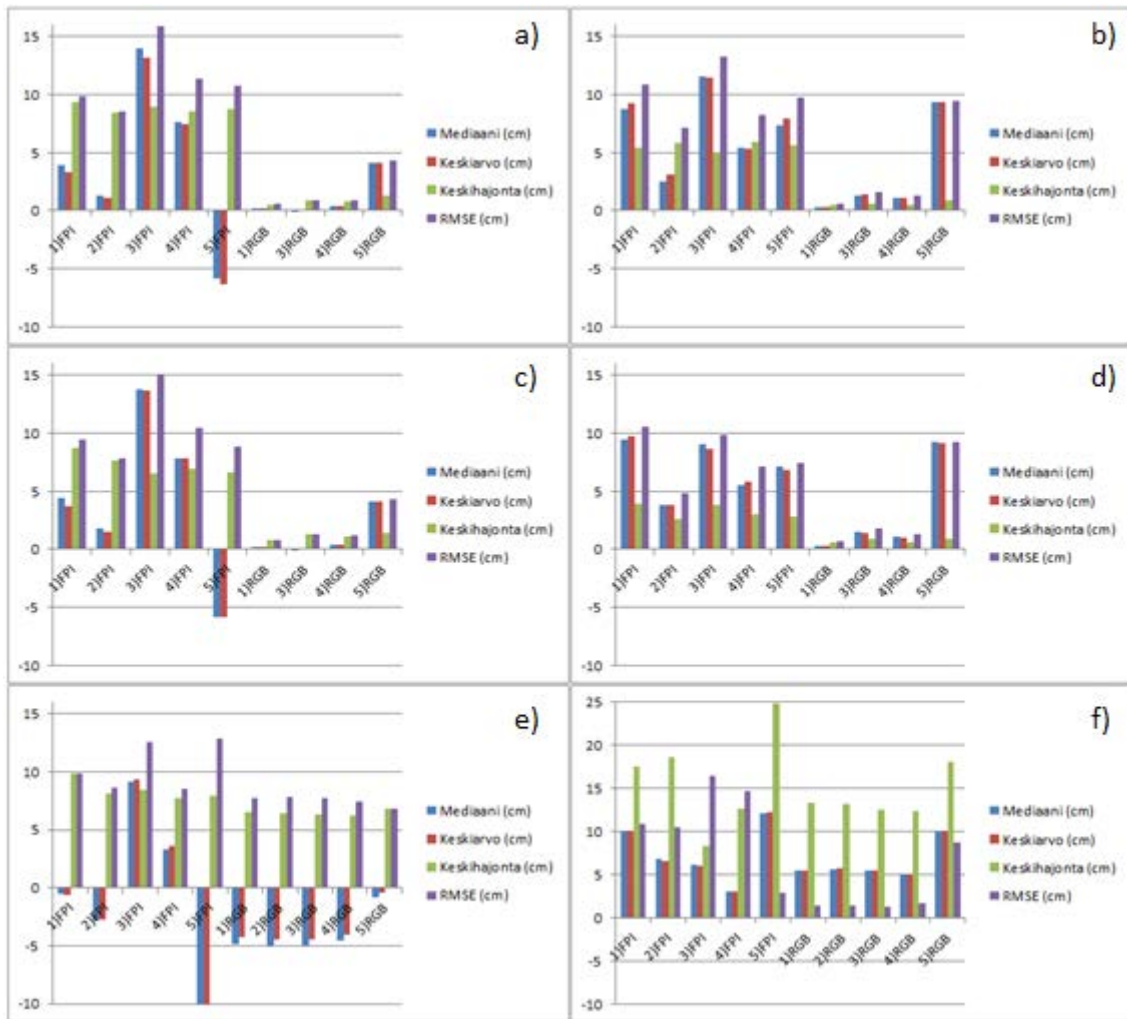 a)
15
10
5
0
-5
-10
1)FPI
2)FPI
3)FPI
4)FPI
5)FPI
1)RGB
3)RGB
4)RGB
5)RGB
Mediaani (cm)
Keskiarvo (cm)
Keskihajonta (cm)
RMSE (cm)
b)
15
10
5
0
-5
-10
1)FPI
2)FPI
3)FPI
4)FPI
5)FPI
1)RGB
3)RGB
4)RGB
5)RGB
Mediaani (cm)
Keskiarvo (cm)
Keskihajonta (cm)
RMSE (cm)
c)
15
10
5
0
-5
-10
1)FPI
2)FPI
3)FPI
4)FPI
5)FPI
1)RGB
3)RGB
4)RGB
5)RGB
Mediaani (cm)
Keskiarvo (cm)
Keskihajonta (cm)
RMSE (cm)
d)
15
10
5
0
-5
-10
1)FPI
2)FPI
3)FPI
4)FPI
5)FPI
1)RGB
3)RGB
4)RGB
5)RGB
Mediaani (cm)
Keskiarvo (cm)
Keskihajonta (cm)
RMSE (cm)
e)
15
10
5
0
-5
-10
1)FPI
2)FPI
3)FPI
4)FPI
5)FPI
1)RGB
2)RGB
3)RGB
4)RGB
5)RGB
Mediaani (cm)
Keskiarvo (cm)
Keskihajonta (cm)
RMSE (cm)
f)
25
20
15
10
5
0
-5
-10
1)FPI
2)FPI
3)FPI
4)FPI
5)FPI
1)RGB
2)RGB
3)RGB
4)RGB
5)RGB
Mediaani (cm)
Keskiarvo (cm)
Keskihajonta (cm)
RMSE (cm)